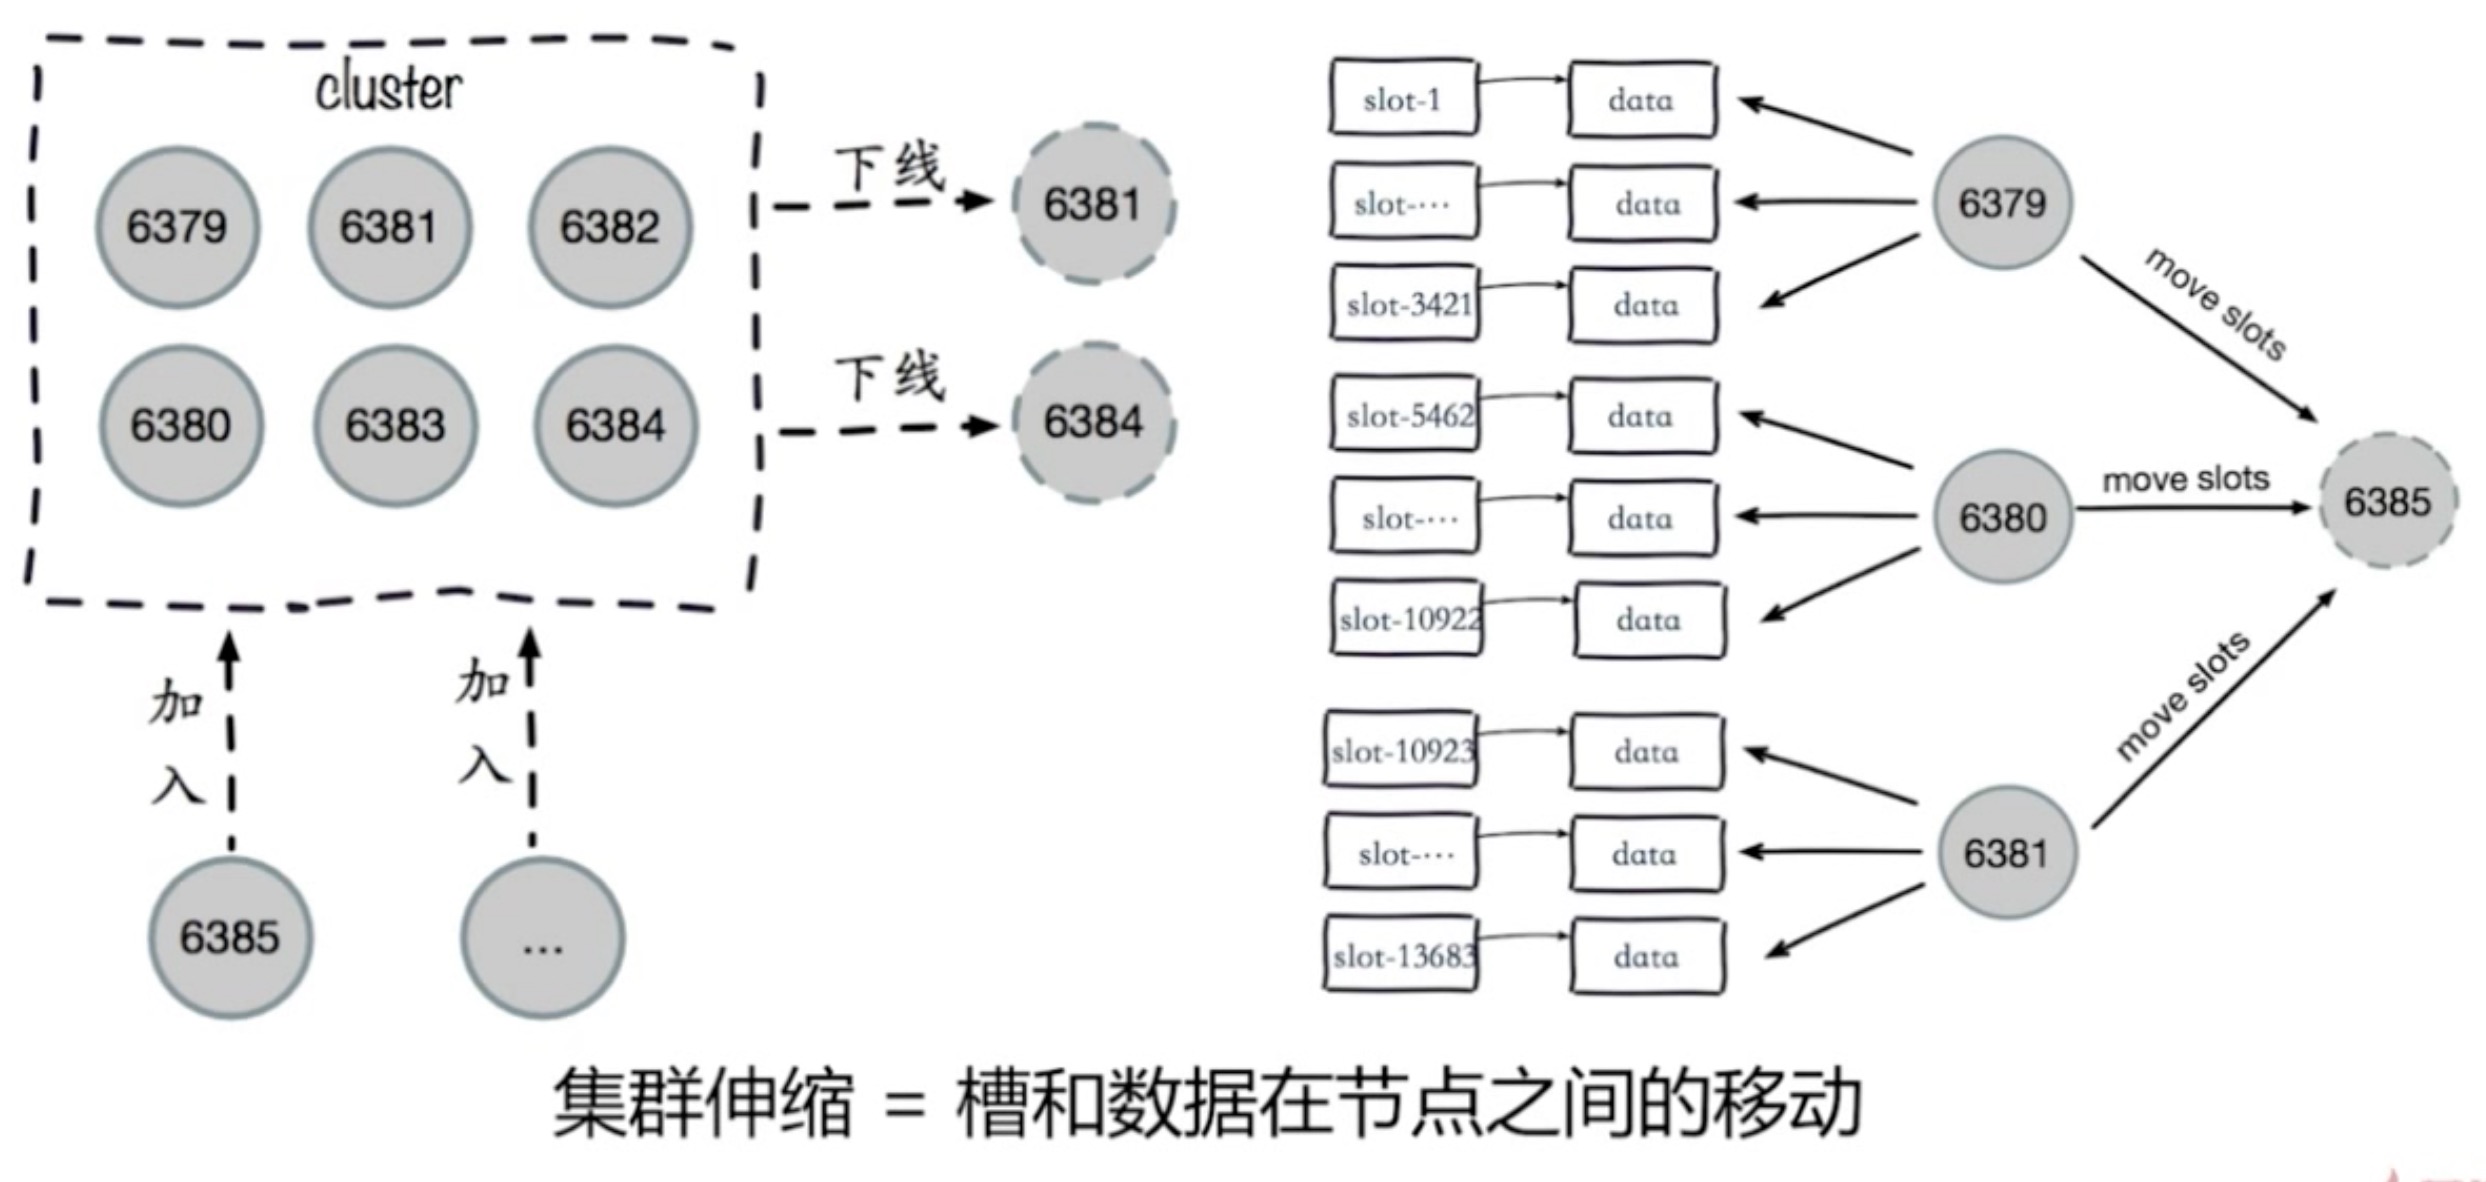 cluster
6379
6381
6382
6380
6383
6384
下线
6381
下线
6384
加入
加入
6385
...
slot-1
data
slot-···
data
slot-3421
data
6379
slot-5462
data
slot-···
data
slot-10922
data
6380
slot-10923
data
slot-···
data
slot-13683
data
6381
move slots
move slots
move slots
6385
集群伸缩 = 槽和数据在节点之间的移动